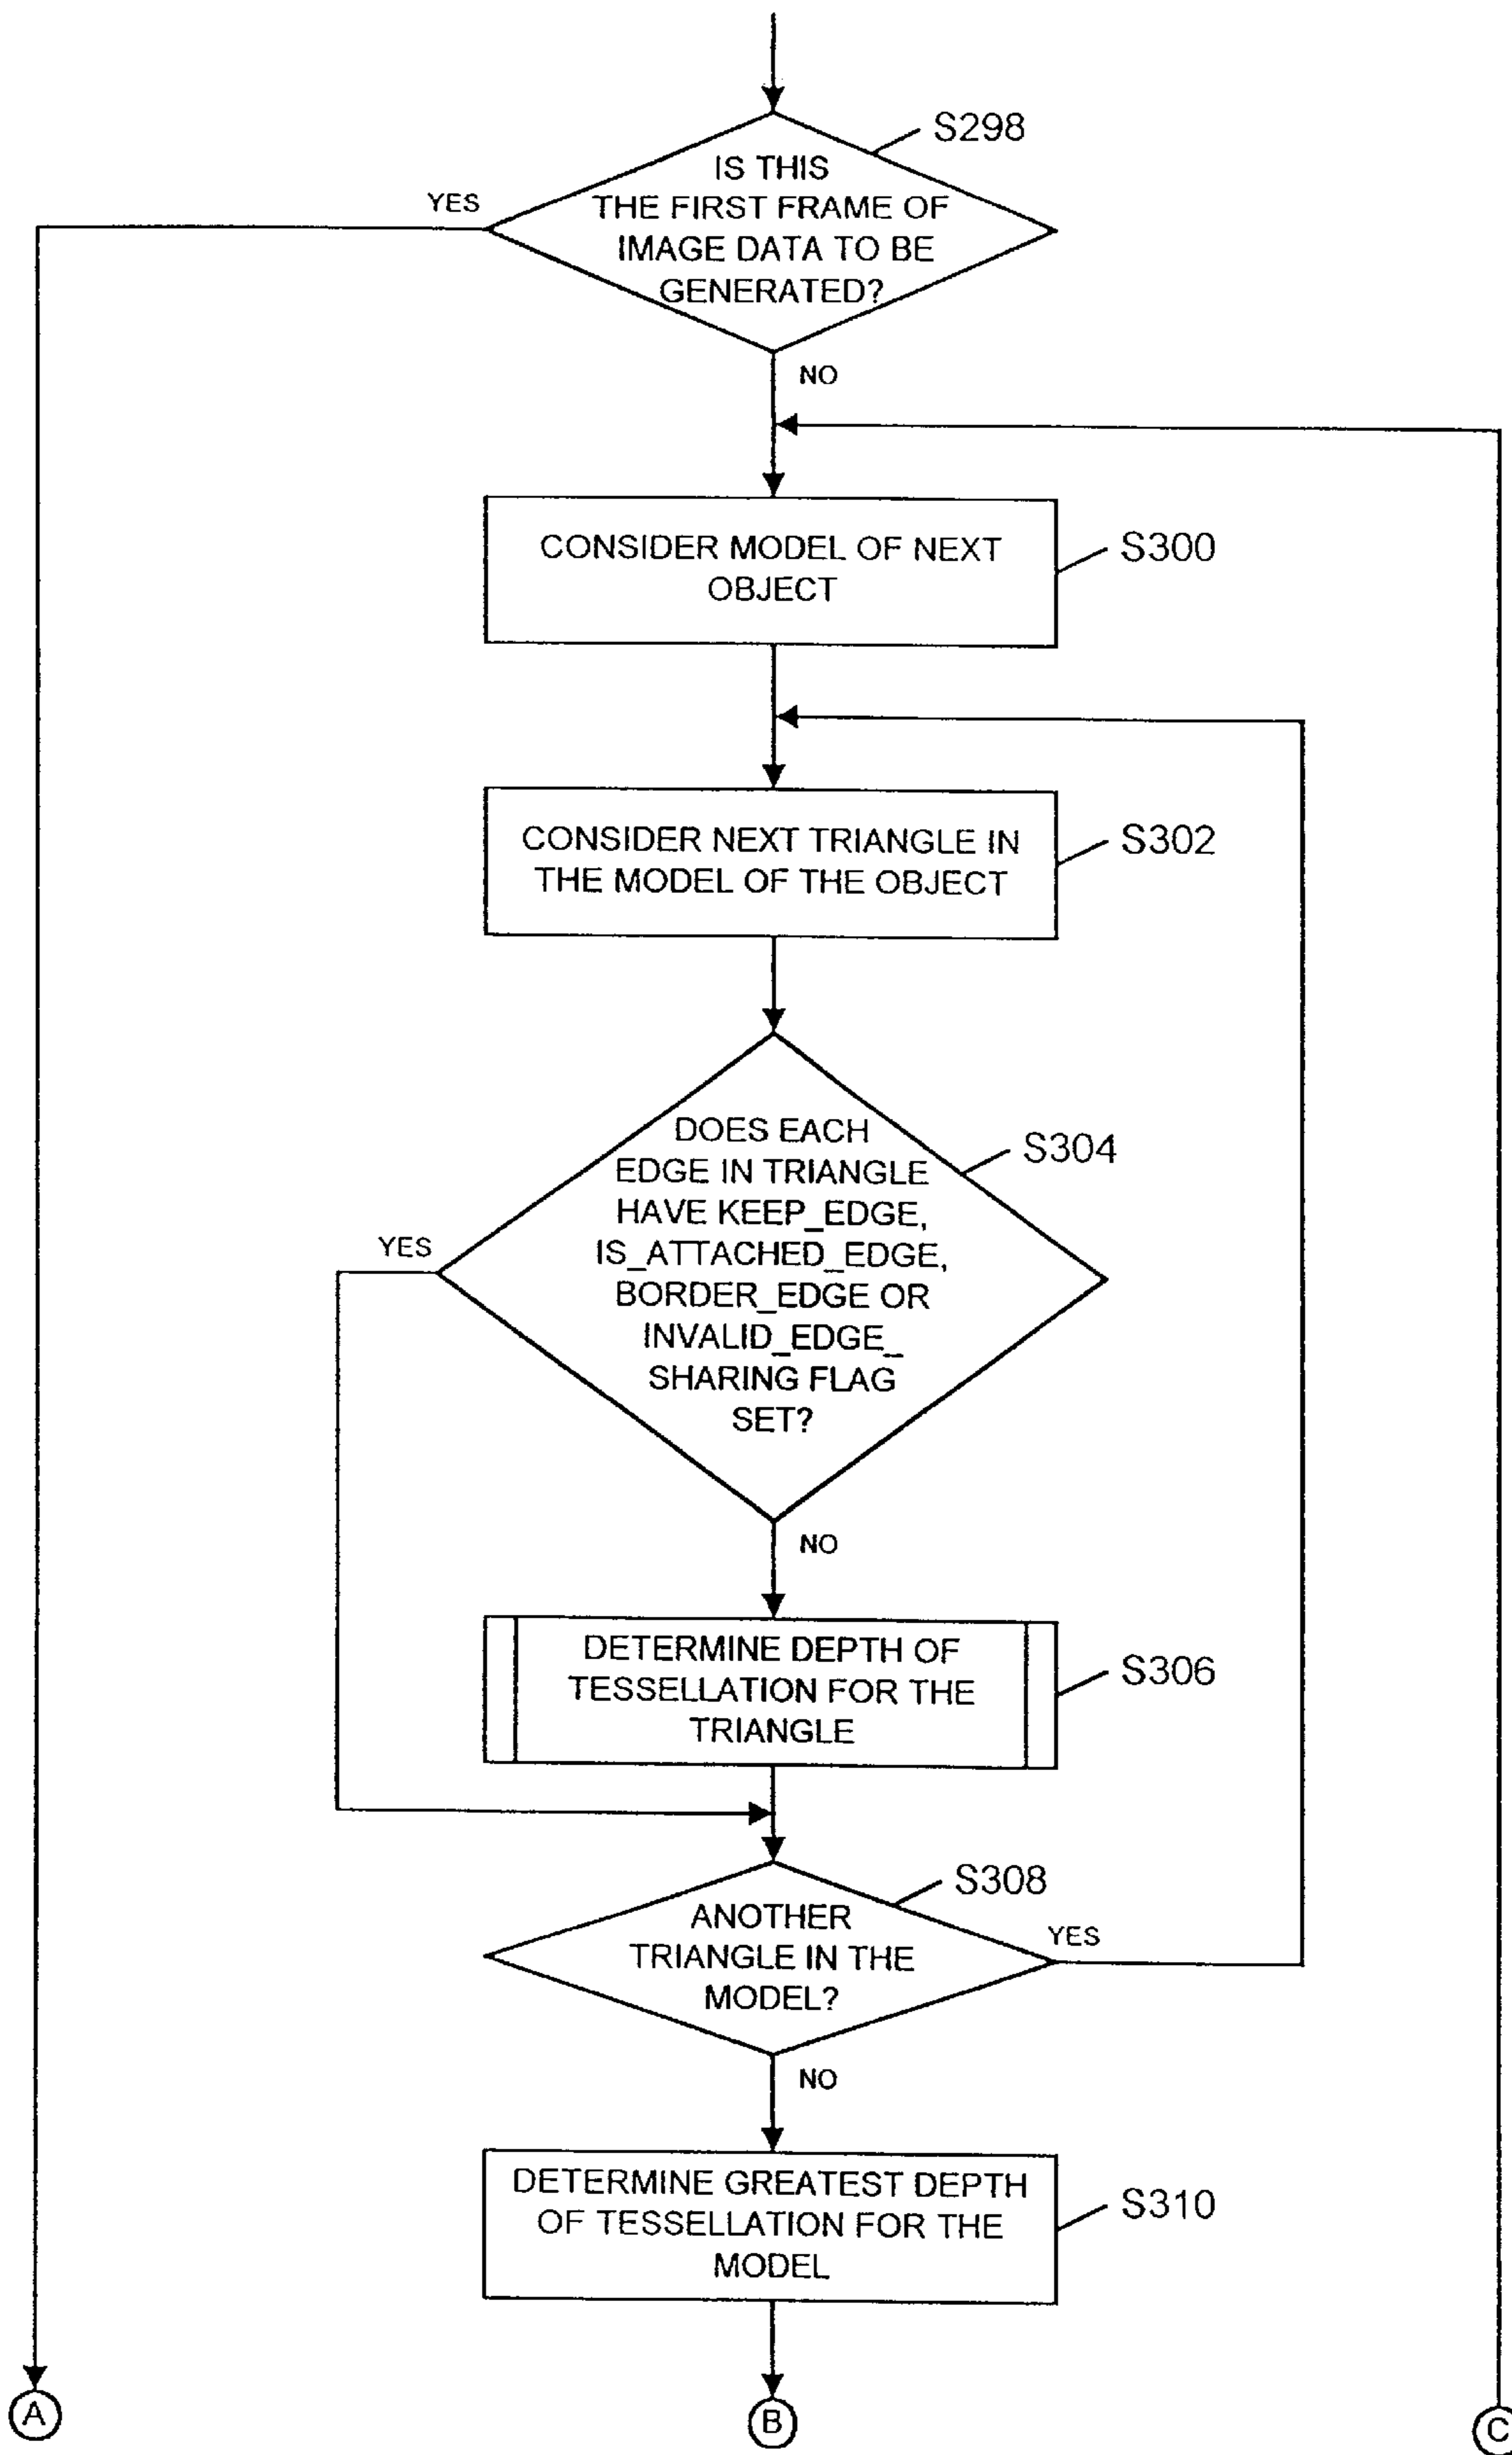 S298
IS THIS
THE FIRST FRAME OF
IMAGE DATA TO BE
GENERATED?
YES
NO
CONSIDER MODEL OF NEXT
OBJECT
S300
CONSIDER NEXT TRIANGLE IN
THE MODEL OF THE OBJECT
S302
DOES EACH
EDGE IN TRIANGLE
HAVE KEEP_EDGE,
IS_ATTACHED_EDGE,
BORDER_EDGE OR
INVALID_EDGE_
SHARING FLAG
SET?
S304
YES
NO
DETERMINE DEPTH OF
TESSELLATION FOR THE
TRIANGLE
S306
S308
ANOTHER
TRIANGLE IN THE
MODEL?
YES
NO
DETERMINE GREATEST DEPTH
OF TESSELLATION FOR THE
MODEL
S310
A
B
C